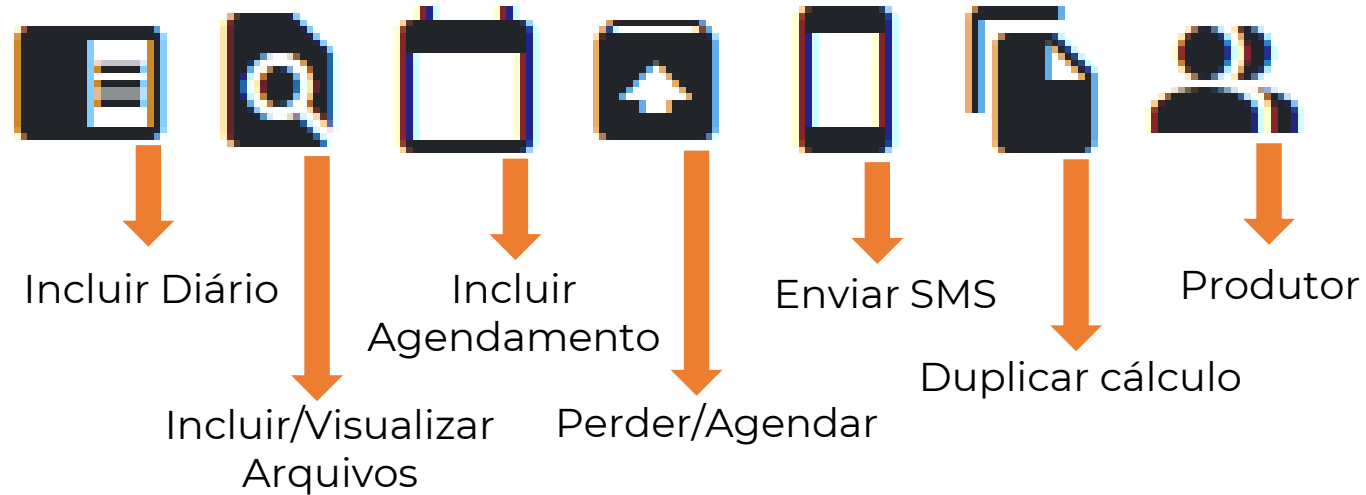 Incluir Diário
Incluir/Visualizar
Arquivos
Incluir
Agendamento
Perder/Agendar
Enviar SMS
Duplicar cálculo
Produtor